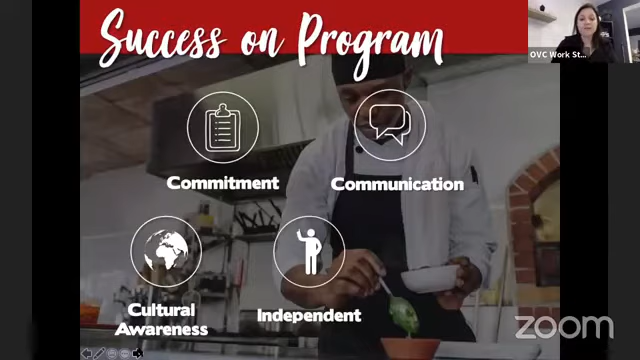 Success on Program
OVC Work St...
Commitment
Communication
Cultural
Awareness
Independent
zoom